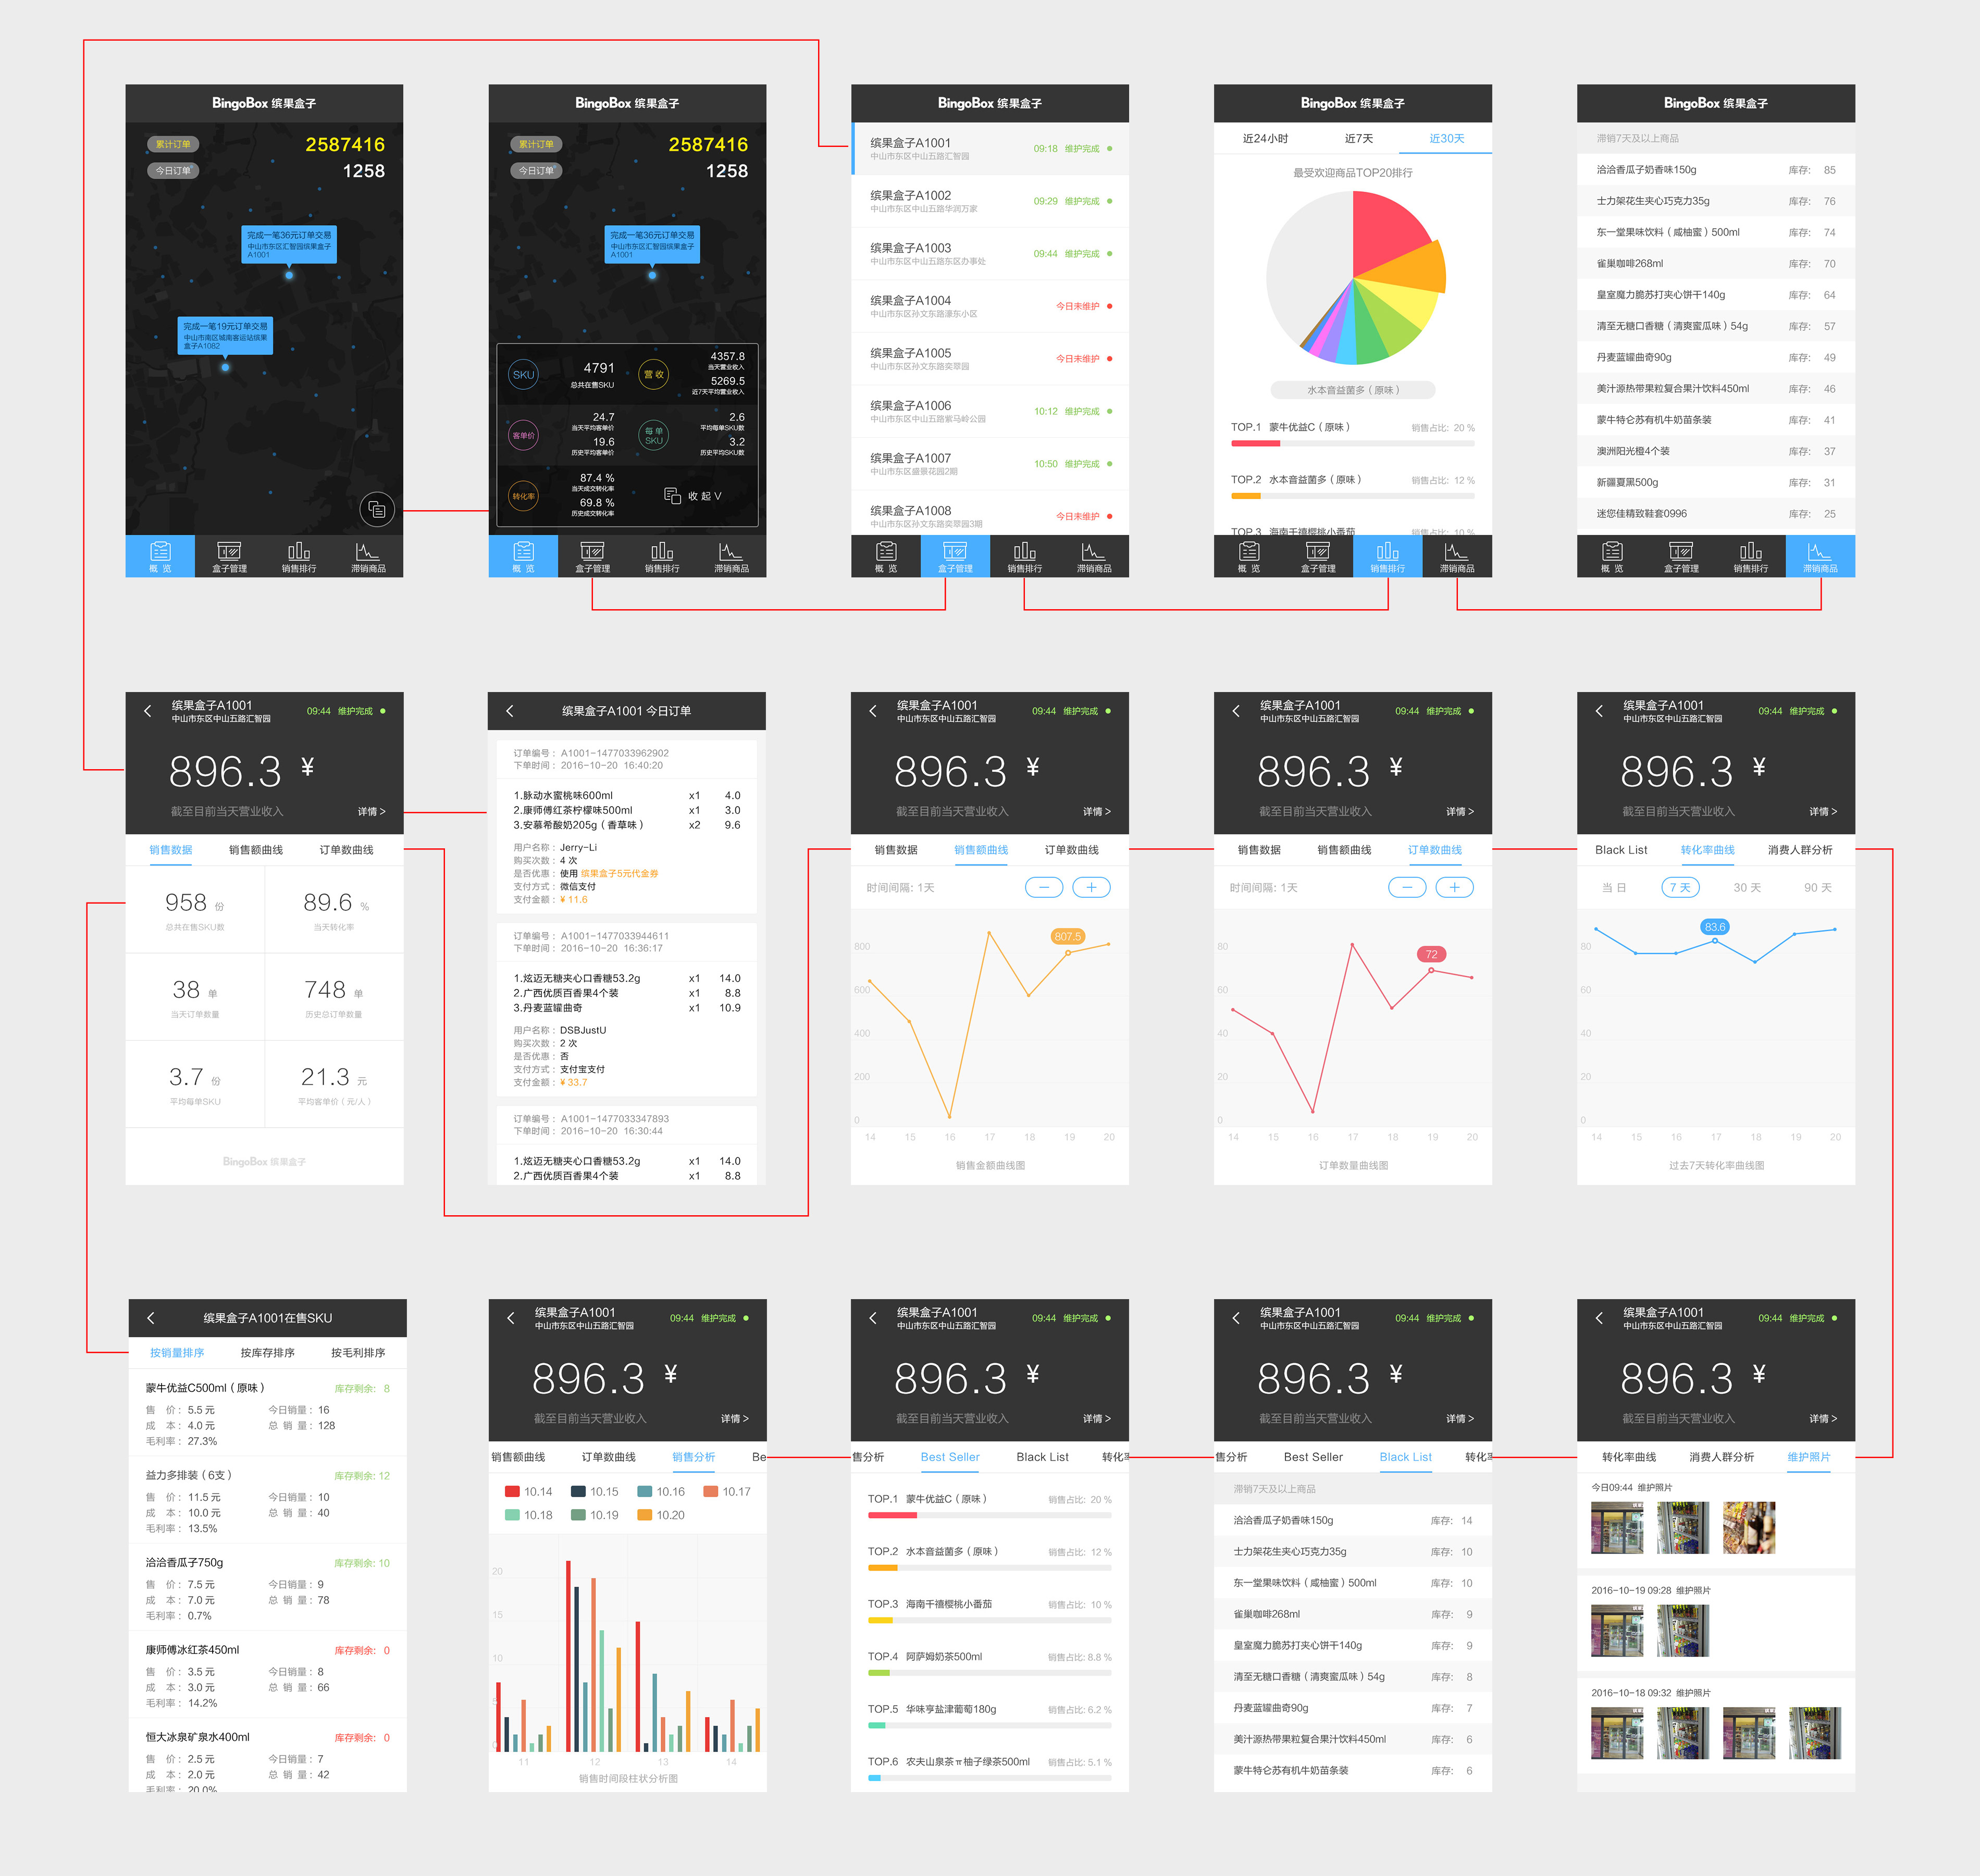 BingoBox 缤果盒子
累计订单 2587416
今日订单 1258
完成一笔36元订单交易
中山市东区汇智园缤果盒子
A1001
完成一笔19元订单交易
中山市南区城南客运站缤果
盒子A1082
概 览 盒子管理 销售排行 滞销商品
BingoBox 缤果盒子
累计订单 2587416
今日订单 1258
完成一笔36元订单交易
中山市东区汇智园缤果盒子
A1001
SKU 4791 总共在售SKU
营 收 4357.8 当天营业收入
5269.5 近7天平均营业收入
客单价 24.7 当天平均客单价
19.6 历史平均客单价
每 单 SKU 2.6 平均每单SKU数
3.2 历史平均SKU数
转化率 87.4 % 当天成交转化率
69.8 % 历史成交转化率
收 起 V
概 览 盒子管理 销售排行 滞销商品
BingoBox 缤果盒子
缤果盒子A1001 09:18 维护完成
中山市东区中山五路汇智园
缤果盒子A1002 09:29 维护完成
中山市东区中山五路华润万家
缤果盒子A1003 09:44 维护完成
中山市东区中山五路东区办事处
缤果盒子A1004 今日未维护
中山市东区孙文东路濠东小区
缤果盒子A1005 今日未维护
中山市东区孙文东路奕翠园
缤果盒子A1006 10:12 维护完成
中山市东区中山五路紫马岭公园
缤果盒子A1007 10:50 维护完成
中山市东区盛景花园2期
缤果盒子A1008 今日未维护
中山市东区孙文东路奕翠园3期
概 览 盒子管理 销售排行 滞销商品
BingoBox 缤果盒子
近24小时 近7天 近30天
最受欢迎商品TOP20排行
水本音益菌多（原味）
TOP.1 蒙牛优益C（原味） 销售占比: 20 %
TOP.2 水本音益菌多（原味） 销售占比: 12 %
TOP.3 海南千禧樱桃小番茄 销售占比: 10 %
概 览 盒子管理 销售排行 滞销商品
BingoBox 缤果盒子
滞销7天及以上商品
洽洽香瓜子奶香味150g 库存: 85
士力架花生夹心巧克力35g 库存: 76
东一堂果味饮料（咸柚蜜）500ml 库存: 74
雀巢咖啡268ml 库存: 70
皇室魔力脆苏打夹心饼干140g 库存: 64
清至无糖口香糖（清爽蜜瓜味）54g 库存: 57
丹麦蓝罐曲奇90g 库存: 49
美汁源热带果粒复合果汁饮料450ml 库存: 46
蒙牛特仑苏有机牛奶苗条装 库存: 41
澳洲阳光橙4个装 库存: 37
新疆夏黑500g 库存: 31
迷您佳精致鞋套0996 库存: 25
概 览 盒子管理 销售排行 滞销商品
缤果盒子A1001 09:44 维护完成
中山市东区中山五路汇智园
896.3 ¥
截至目前当天营业收入 详情 >
销售数据 销售额曲线 订单数曲线
958 份 89.6 %
总共在售SKU数 当天转化率
38 单 748 单
当天订单数量 历史总订单数量
3.7 份 21.3 元
平均每单SKU 平均客单价（元/人）
BingoBox 缤果盒子
缤果盒子A1001 今日订单
订单编号： A1001-1477033962902
下单时间： 2016-10-20 16:40:20
1.脉动水蜜桃味600ml x1 4.0
2.康师傅红茶柠檬味500ml x1 3.0
3.安慕希酸奶205g（香草味） x2 9.6
用户名称： Jerry-Li
购买次数： 4 次
是否优惠： 使用 缤果盒子5元代金券
支付方式： 微信支付
支付金额： ¥ 11.6
订单编号： A1001-1477033944611
下单时间： 2016-10-20 16:36:17
1.炫迈无糖夹心口香糖53.2g x1 14.0
2.广西优质百香果4个装 x1 8.8
3.丹麦蓝罐曲奇 x1 10.9
用户名称： DSBJustU
购买次数： 2 次
是否优惠： 否
支付方式： 支付宝支付
支付金额： ¥ 33.7
订单编号： A1001-1477033347893
下单时间： 2016-10-20 16:30:44
1.炫迈无糖夹心口香糖53.2g x1 14.0
2.广西优质百香果4个装 x1 8.8
缤果盒子A1001 09:44 维护完成
中山市东区中山五路汇智园
896.3 ¥
截至目前当天营业收入 详情 >
销售数据 销售额曲线 订单数曲线
时间间隔: 1天 − +
807.5
800
600
400
200
0
14 15 16 17 18 19 20
销售金额曲线图
缤果盒子A1001 09:44 维护完成
中山市东区中山五路汇智园
896.3 ¥
截至目前当天营业收入 详情 >
销售数据 销售额曲线 订单数曲线
时间间隔: 1天 − +
72
80
60
40
20
0
14 15 16 17 18 19 20
订单数量曲线图
缤果盒子A1001 09:44 维护完成
中山市东区中山五路汇智园
896.3 ¥
截至目前当天营业收入 详情 >
Black List 转化率曲线 消费人群分析
当 日 7 天 30 天 90 天
83.6
80
60
40
20
0
14 15 16 17 18 19 20
过去7天转化率曲线图
缤果盒子A1001在售SKU
按销量排序 按库存排序 按毛利排序
蒙牛优益C500ml（原味） 库存剩余: 8
售 价： 5.5 元 今日销量：16
成 本： 4.0 元 总 销 量：128
毛利率： 27.3%
益力多排装（6支） 库存剩余: 12
售 价： 11.5 元 今日销量：10
成 本： 10.0 元 总 销 量：40
毛利率： 13.5%
洽洽香瓜子750g 库存剩余: 10
售 价： 7.5 元 今日销量：9
成 本： 7.0 元 总 销 量：78
毛利率： 0.7%
康师傅冰红茶450ml 库存剩余: 0
售 价： 3.5 元 今日销量：8
成 本： 3.0 元 总 销 量：66
毛利率： 14.2%
恒大冰泉矿泉水400ml 库存剩余: 0
售 价： 2.5 元 今日销量：7
成 本： 2.0 元 总 销 量：42
毛利率： 20.0%
缤果盒子A1001 09:44 维护完成
中山市东区中山五路汇智园
896.3 ¥
截至目前当天营业收入 详情 >
销售额曲线 订单数曲线 销售分析 Be
10.14 10.15 10.16 10.17
10.18 10.19 10.20
20
15
10
5
0
11 12 13 14
销售时间段柱状分析图
缤果盒子A1001 09:44 维护完成
中山市东区中山五路汇智园
896.3 ¥
截至目前当天营业收入 详情 >
售分析 Best Seller Black List 转化率
TOP.1 蒙牛优益C（原味） 销售占比: 20 %
TOP.2 水本音益菌多（原味） 销售占比: 12 %
TOP.3 海南千禧樱桃小番茄 销售占比: 10 %
TOP.4 阿萨姆奶茶500ml 销售占比: 8.8 %
TOP.5 华味亨盐津葡萄180g 销售占比: 6.2 %
TOP.6 农夫山泉茶π柚子绿茶500ml 销售占比: 5.1 %
缤果盒子A1001 09:44 维护完成
中山市东区中山五路汇智园
896.3 ¥
截至目前当天营业收入 详情 >
售分析 Best Seller Black List 转化率
滞销7天及以上商品
洽洽香瓜子奶香味150g 库存: 14
士力架花生夹心巧克力35g 库存: 10
东一堂果味饮料（咸柚蜜）500ml 库存: 10
雀巢咖啡268ml 库存: 9
皇室魔力脆苏打夹心饼干140g 库存: 9
清至无糖口香糖（清爽蜜瓜味）54g 库存: 8
丹麦蓝罐曲奇90g 库存: 7
美汁源热带果粒复合果汁饮料450ml 库存: 6
蒙牛特仑苏有机牛奶苗条装 库存: 6
缤果盒子A1001 09:44 维护完成
中山市东区中山五路汇智园
896.3 ¥
截至目前当天营业收入 详情 >
转化率曲线 消费人群分析 维护照片
今日09:44 维护照片
2016-10-19 09:28 维护照片
2016-10-18 09:32 维护照片